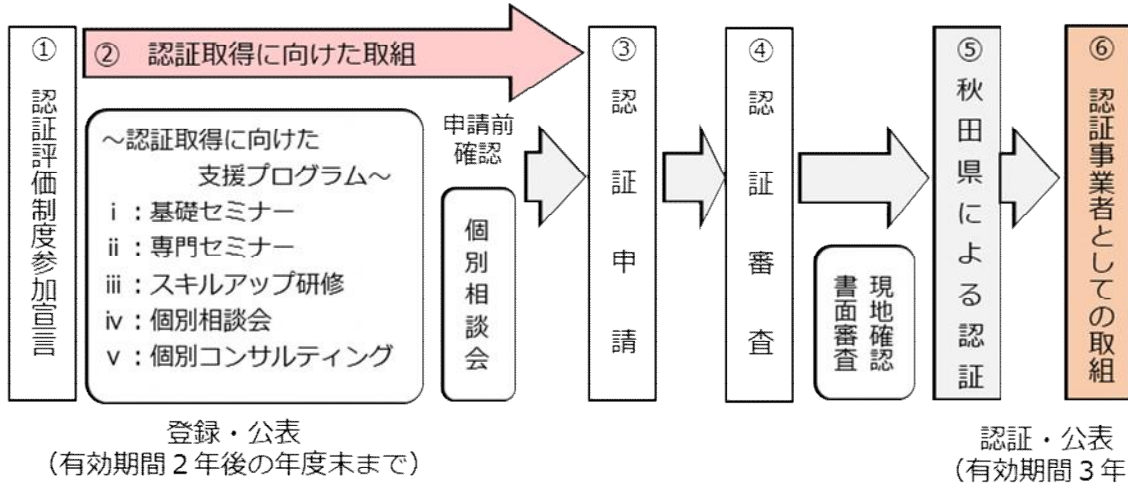 ① 認証評価制度参加宣言
② 認証取得に向けた取組
～認証取得に向けた
支援プログラム～
ⅰ：基礎セミナー
ⅱ：専門セミナー
ⅲ：スキルアップ研修
ⅳ：個別相談会
ⅴ：個別コンサルティング
申請前
確認
個別相談会
③ 認証申請
④ 認証審査
現地確認
書面審査
⑤ 秋田県による認証
⑥ 認証事業者としての取組
登録・公表
（有効期間２年後の年度末まで）
認証・公表
（有効期間３年